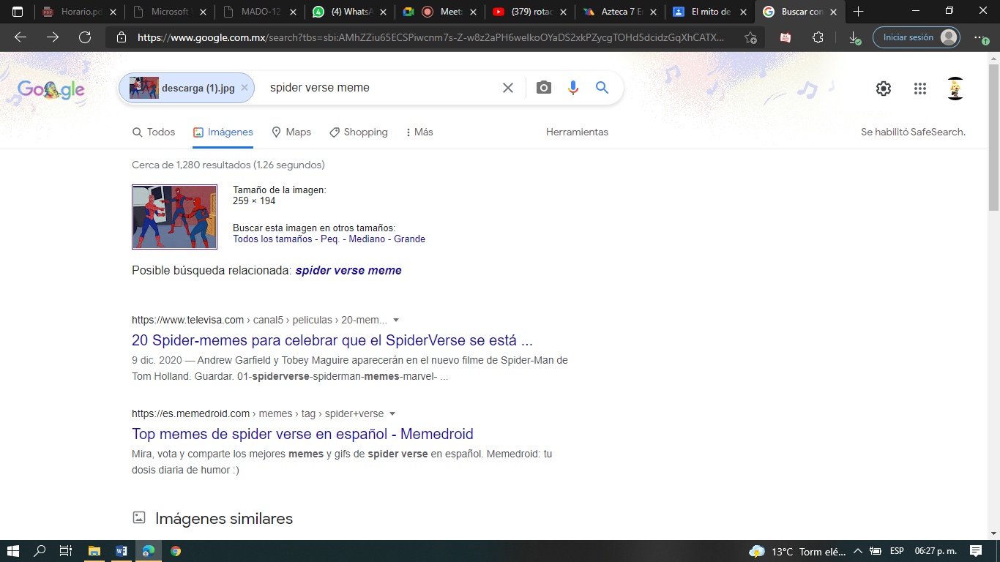 Horario.pd
Microsoft
MADO-12
(4) WhatsA
Meet:
(379) rotac
Azteca 7 E
El mito de
Buscar con
https://www.google.com.mx/search?tbs=sbi:AMhZZiu65ECSPiwcnm7s-Z-w8z2aPH6weIkoOYaDS2xkPZycgTOHd5dcidzGqXhCATX...
Iniciar sesión
Google
descarga (1).jpg
spider verse meme
Todos
Imágenes
Maps
Shopping
Más
Herramientas
Se habilitó SafeSearch.
Cerca de 1,280 resultados (1.26 segundos)
Tamaño de la imagen:
259 × 194
Buscar esta imagen en otros tamaños:
Todos los tamaños - Peq. - Mediano - Grande
Posible búsqueda relacionada: spider verse meme
https://www.televisa.com › canal5 › peliculas › 20-mem...
20 Spider-memes para celebrar que el SpiderVerse se está ...
9 dic. 2020 — Andrew Garfield y Tobey Maguire aparecerán en el nuevo filme de Spider-Man de
Tom Holland. Guardar. 01-spiderverse-spiderman-memes-marvel- ...
https://es.memedroid.com › memes › tag › spider+verse
Top memes de spider verse en español - Memedroid
Mira, vota y comparte los mejores memes y gifs de spider verse en español. Memedroid: tu
dosis diaria de humor :)
Imágenes similares
13°C Torm elé...
ESP
06:27 p. m.